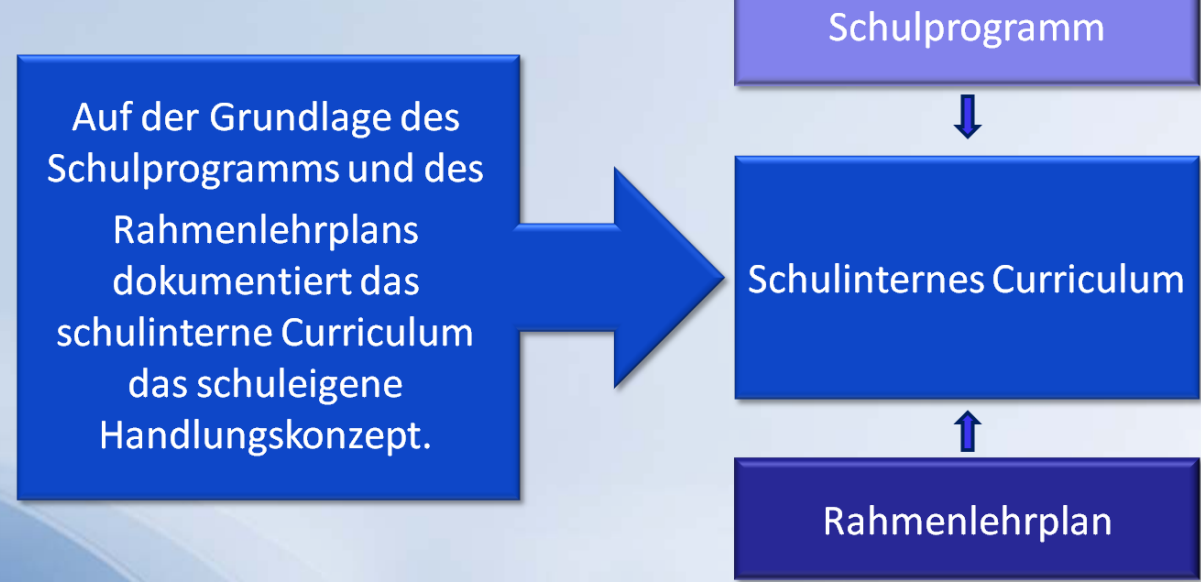 Schulprogramm
Auf der Grundlage des
Schulprogramms und des
Rahmenlehrplans
dokumentiert das
schulinterne Curriculum
das schuleigene
Handlungskonzept.
Schulinternes Curriculum
Rahmenlehrplan